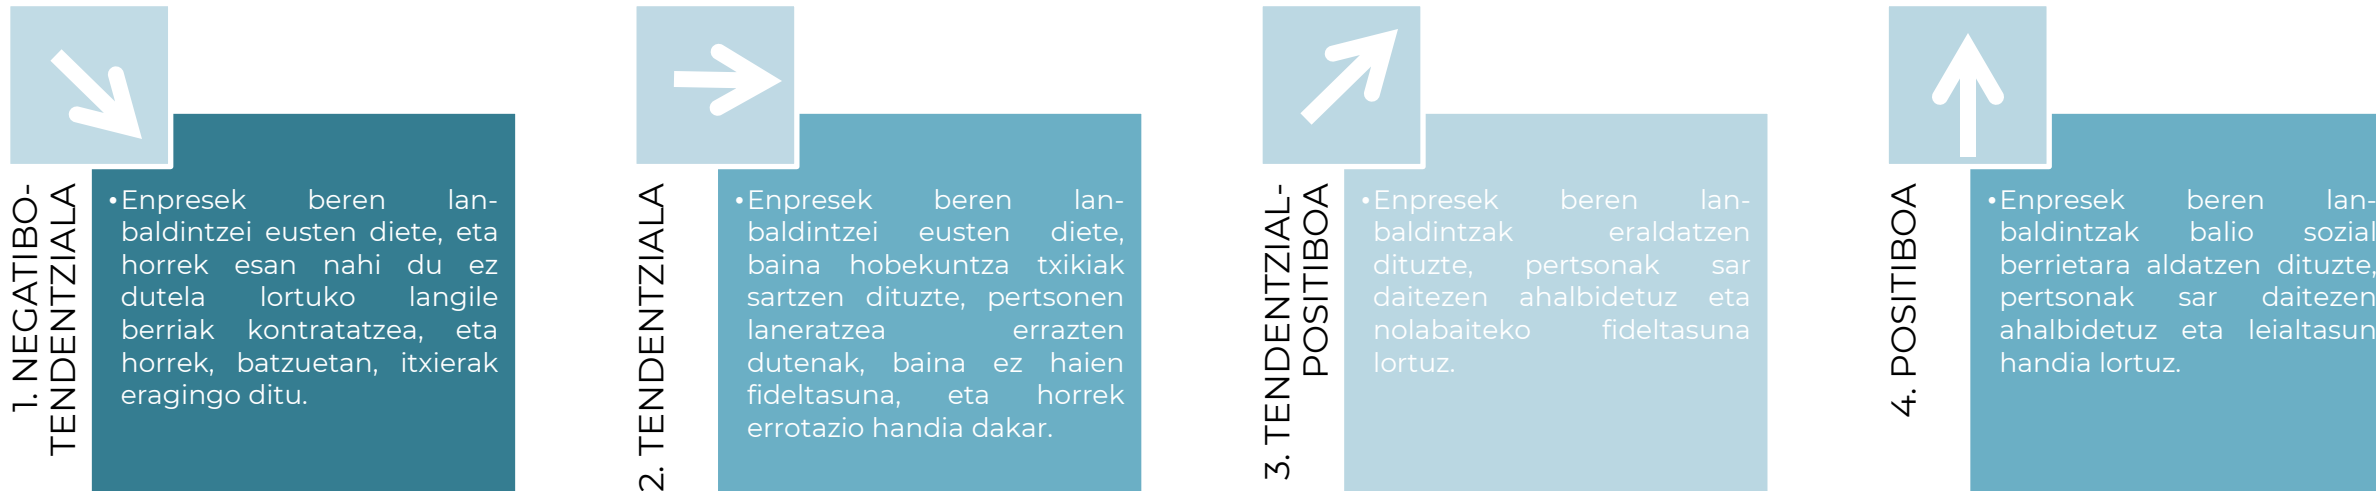 1. NEGATIBO-
TENDENTZIALA
•Enpresek beren lan-
baldintzei eusten diete, eta
horrek esan nahi du ez
dutela lortuko langile
berriak kontratatzea, eta
horrek, batzuetan, itxierak
eragingo ditu.
2. TENDENTZIALA
•Enpresek beren lan-
baldintzei eusten diete,
baina hobekuntza txikiak
sartzen dituzte, pertsonen
laneratzea errazten
dutenak, baina ez haien
fideltasuna, eta horrek
errotazio handia dakar.
3. TENDENTZIAL-
POSITIBOA
•Enpresek beren lan-
baldintzak eraldatzen
dituzte, pertsonak sar
daitezen ahalbidetuz eta
nolabaiteko fideltasuna
lortuz.
4. POSITIBOA
•Enpresek beren lan-
baldintzak balio sozial
berrietara aldatzen dituzte,
pertsonak sar daitezen
ahalbidetuz eta leialtasun
handia lortuz.